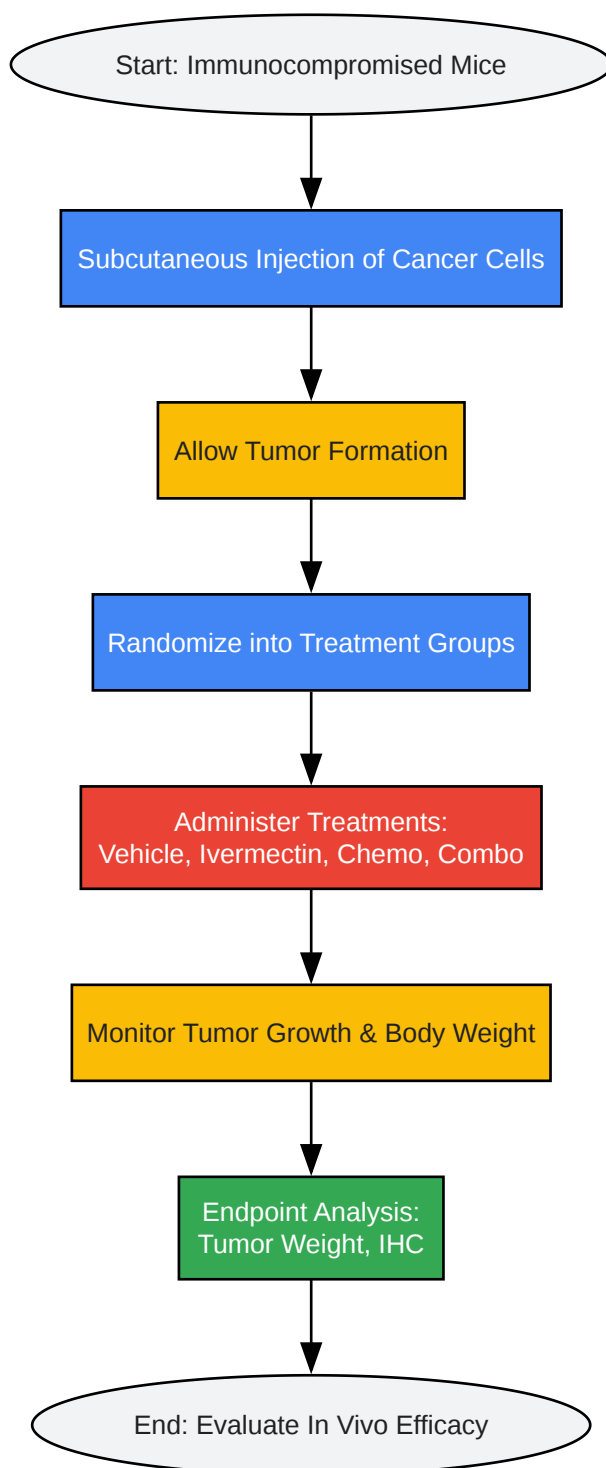 Start: Immunocompromised Mice
Subcutaneous Injection of Cancer Cells
Allow Tumor Formation
Randomize into Treatment Groups
Administer Treatments:
Vehicle, Ivermectin, Chemo, Combo
Monitor Tumor Growth & Body Weight
Endpoint Analysis:
Tumor Weight, IHC
End: Evaluate In Vivo Efficacy